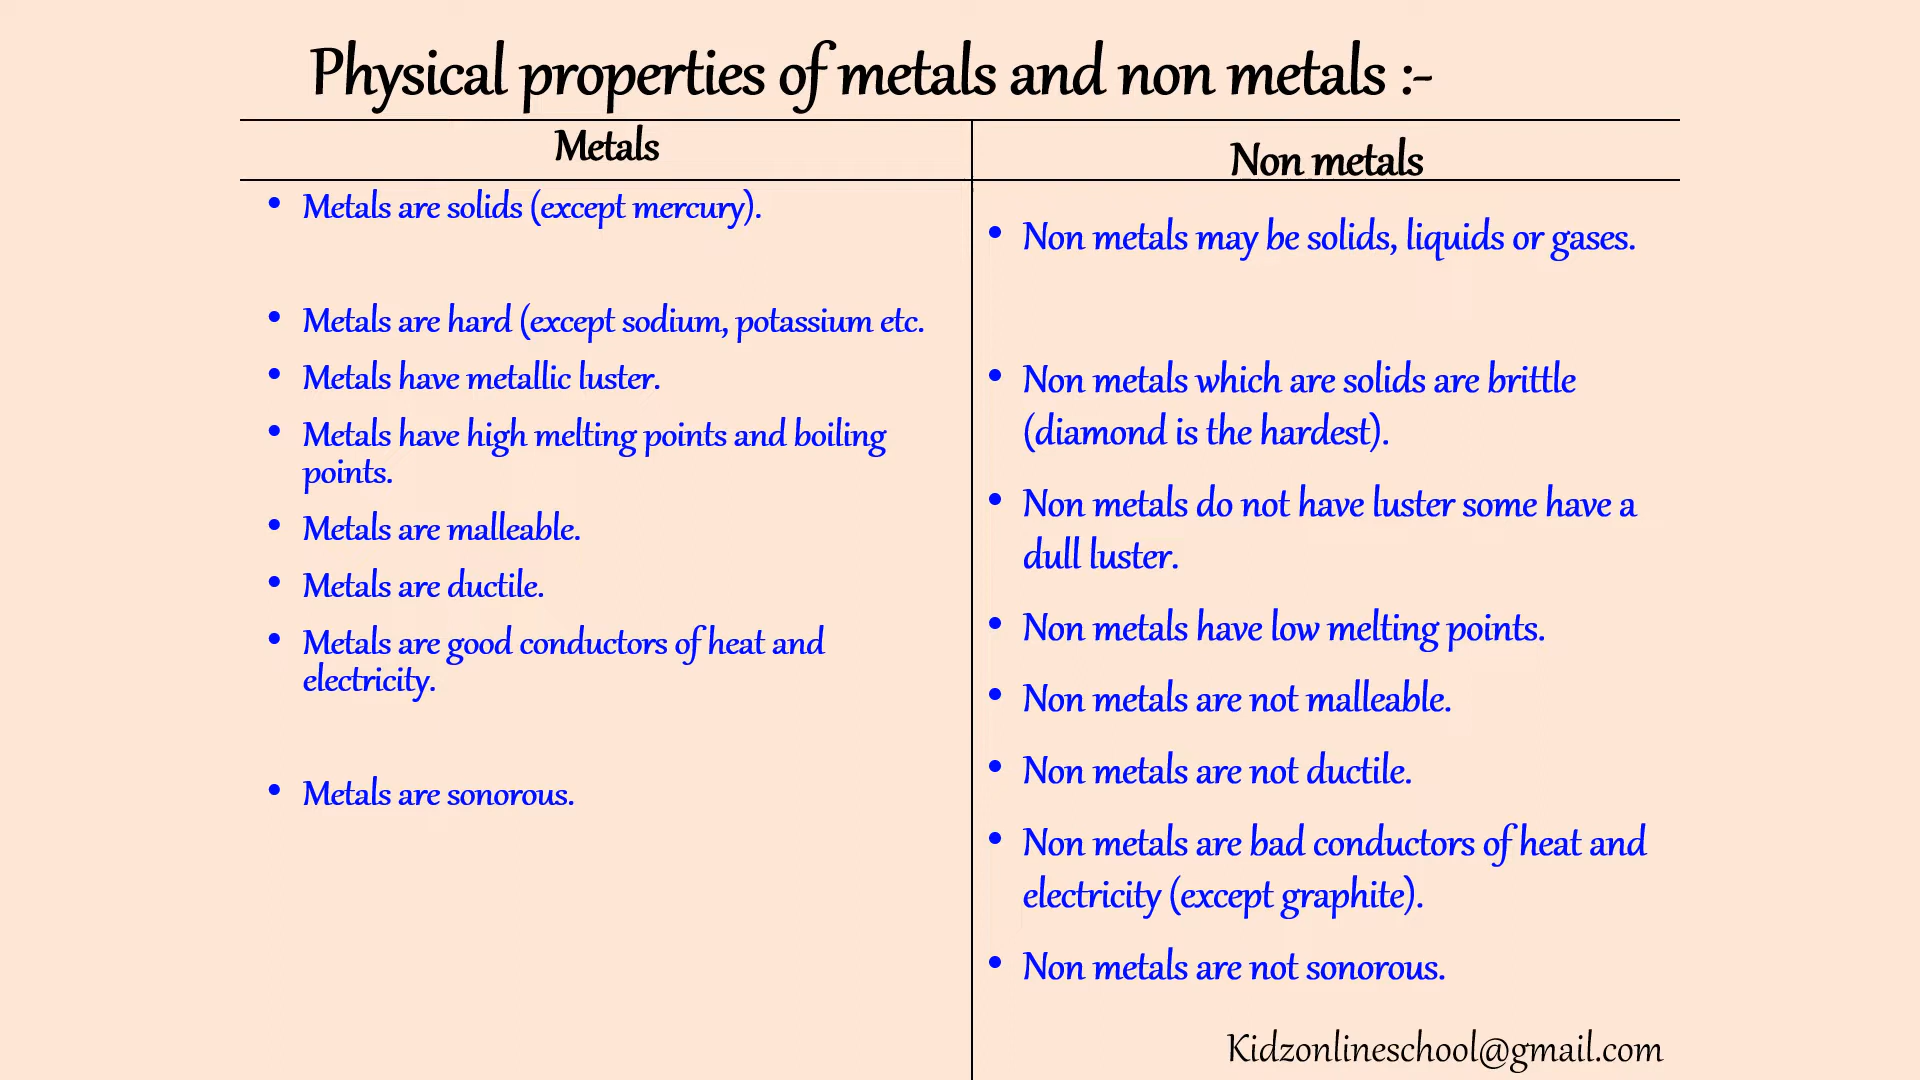 Physical properties of metals and non metals :-
Metals
• Metals are solids (except mercury).
• Metals are hard (except sodium, potassium etc.
• Metals have metallic luster.
• Metals have high melting points and boiling
points.
• Metals are malleable.
• Metals are ductile.
• Metals are good conductors of heat and
electricity.
• Metals are sonorous.
Non metals
• Non metals may be solids, liquids or gases.
• Non metals which are solids are brittle
(diamond is the hardest).
• Non metals do not have luster some have a
dull luster.
• Non metals have low melting points.
• Non metals are not malleable.
• Non metals are not ductile.
• Non metals are bad conductors of heat and
electricity (except graphite).
• Non metals are not sonorous.
Kidzonlineschool@gmail.com